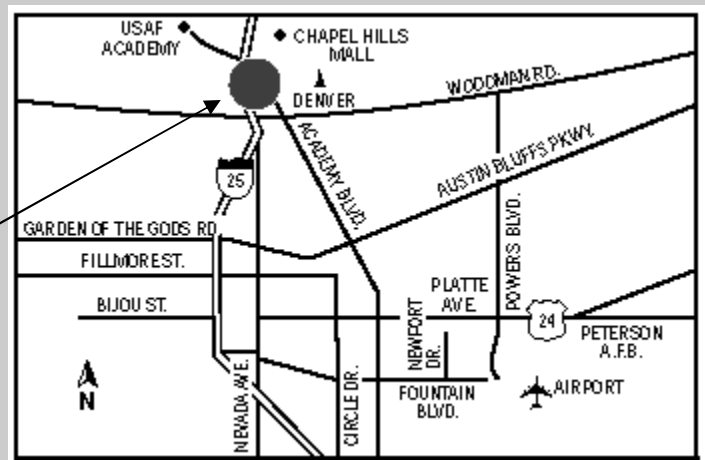 USAF
ACADEMY
CHAPEL HILLS
MALL
DENVER
WOODMAN RD.
ACADEMY BLVD.
AUSTIN BLUFFS PKWY.
25
GARDEN OF THE GODS RD
FILLMORE ST.
POWERS BLVD.
BIJOU ST.
PLATTE
AVE.
24
PETERSON
A.F.B.
NEWPORT
DR.
NEVADA AVE.
CIRCLE DR.
FOUNTAIN
BLVD.
AIRPORT
N